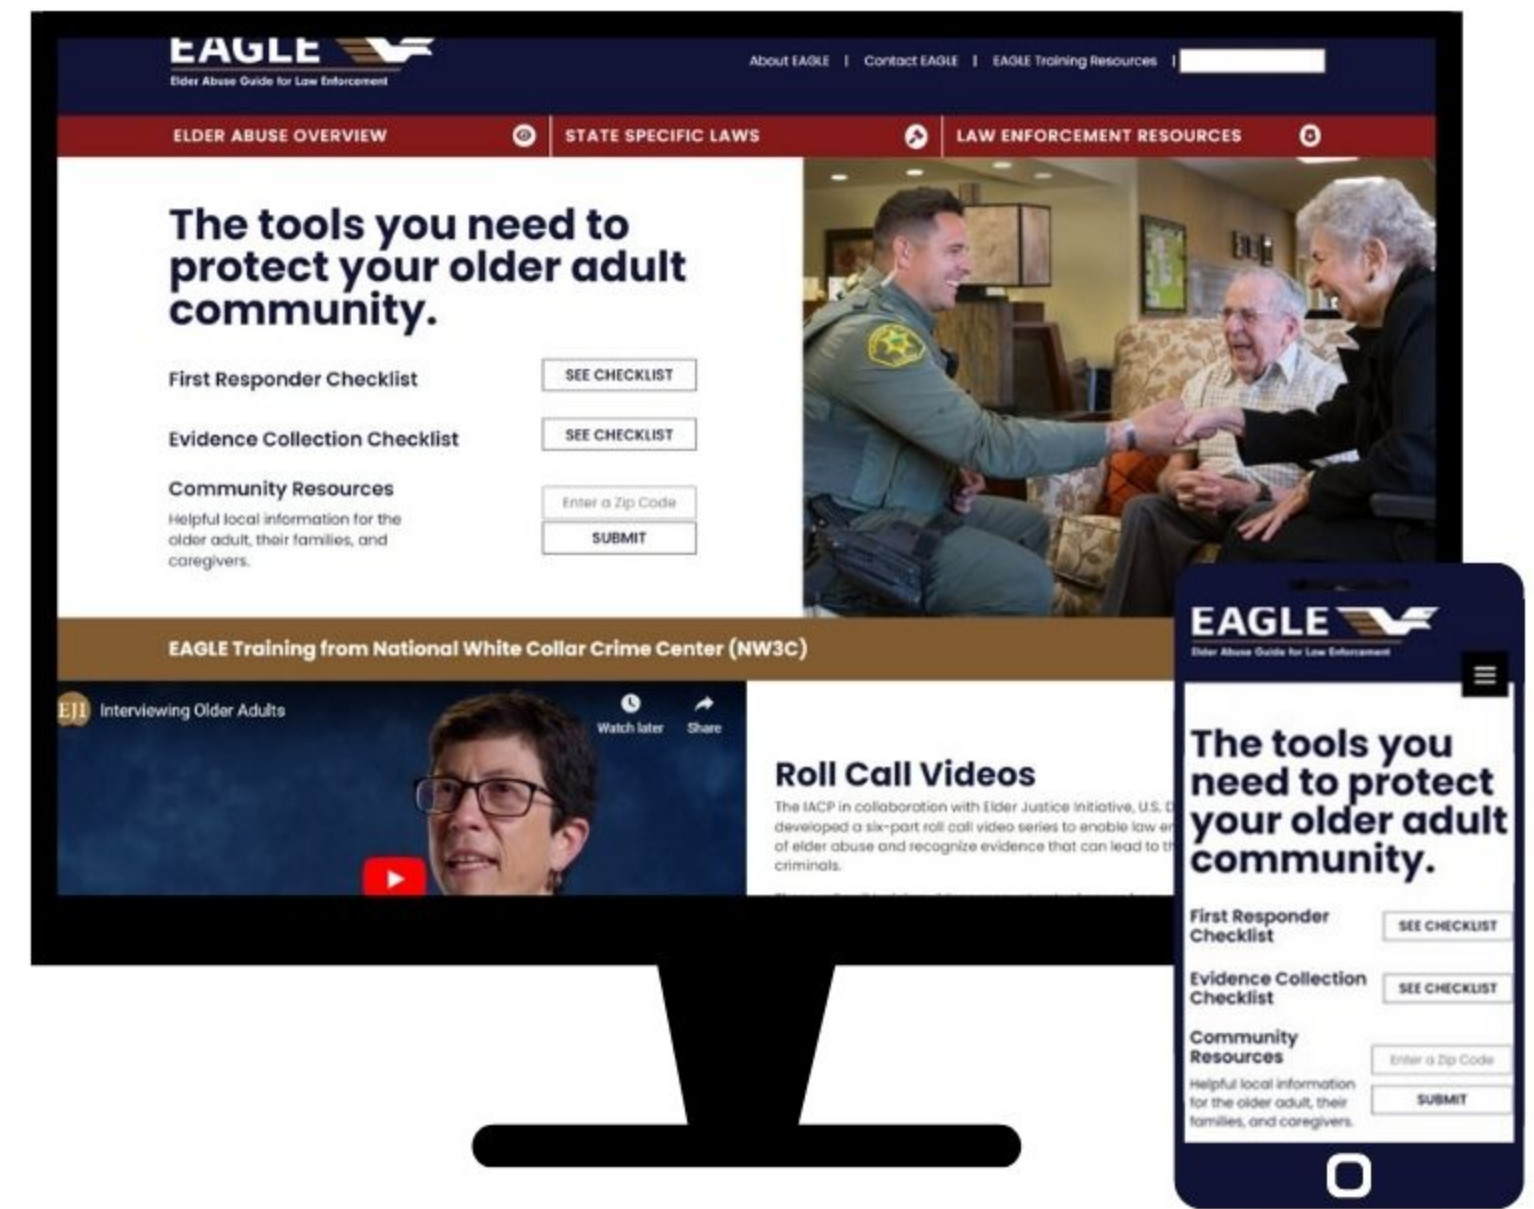 EAGLE
Elder Abuse Guide for Law Enforcement
About EAGLE | Contact EAGLE | EAGLE Training Resources |
ELDER ABUSE OVERVIEW
STATE SPECIFIC LAWS
LAW ENFORCEMENT RESOURCES
The tools you need to
protect your older adult
community.
First Responder Checklist
SEE CHECKLIST
Evidence Collection Checklist
SEE CHECKLIST
Community Resources
Helpful local information for the
older adult, their families, and
caregivers.
Enter a Zip Code
SUBMIT
EAGLE Training from National White Collar Crime Center (NW3C)
EJI Interviewing Older Adults
Watch later
Share
Roll Call Videos
The IACP in collaboration with Elder Justice Initiative, U.S. D
developed a six-part roll call video series to enable law er
of elder abuse and recognize evidence that can lead to th
criminals.
EAGLE
Elder Abuse Guide for Law Enforcement
The tools you
need to protect
your older adult
community.
First Responder
Checklist
SEE CHECKLIST
Evidence Collection
Checklist
SEE CHECKLIST
Community
Resources
Helpful local information
for the older adult, their
families, and caregivers.
Enter a Zip Code
SUBMIT